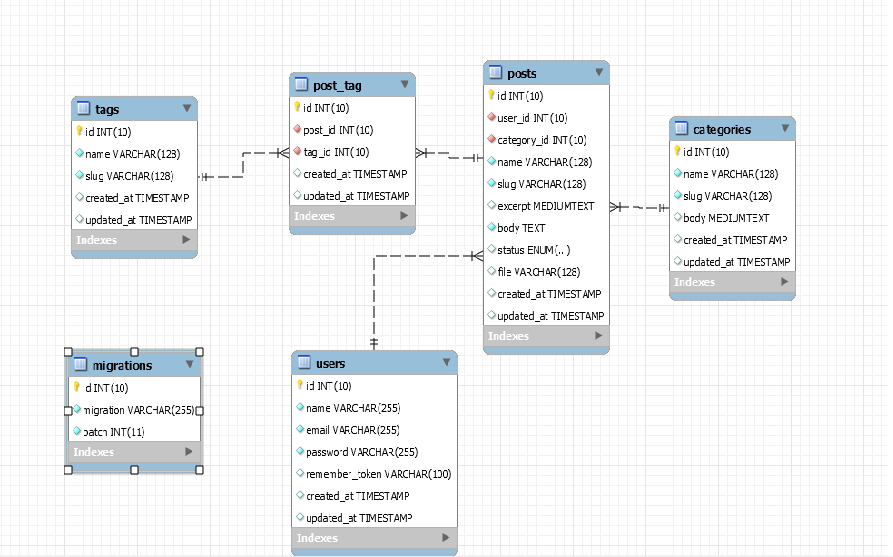 tags
id INT(10)
name VARCHAR(128)
slug VARCHAR(128)
created_at TIMESTAMP
updated_at TIMESTAMP
Indexes
post_tag
id INT(10)
post_id INT(10)
tag_id INT(10)
created_at TIMESTAMP
updated_at TIMESTAMP
Indexes
posts
id INT(10)
user_id INT(10)
category_id INT(10)
name VARCHAR(128)
slug VARCHAR(128)
excerpt MEDIUMTEXT
body TEXT
status ENUM(...)
file VARCHAR(128)
created_at TIMESTAMP
updated_at TIMESTAMP
Indexes
categories
id INT(10)
name VARCHAR(128)
slug VARCHAR(128)
body MEDIUMTEXT
created_at TIMESTAMP
updated_at TIMESTAMP
Indexes
migrations
id INT(10)
migration VARCHAR(255)
batch INT(11)
Indexes
users
id INT(10)
name VARCHAR(255)
email VARCHAR(255)
password VARCHAR(255)
remember_token VARCHAR(100)
created_at TIMESTAMP
updated_at TIMESTAMP
Indexes